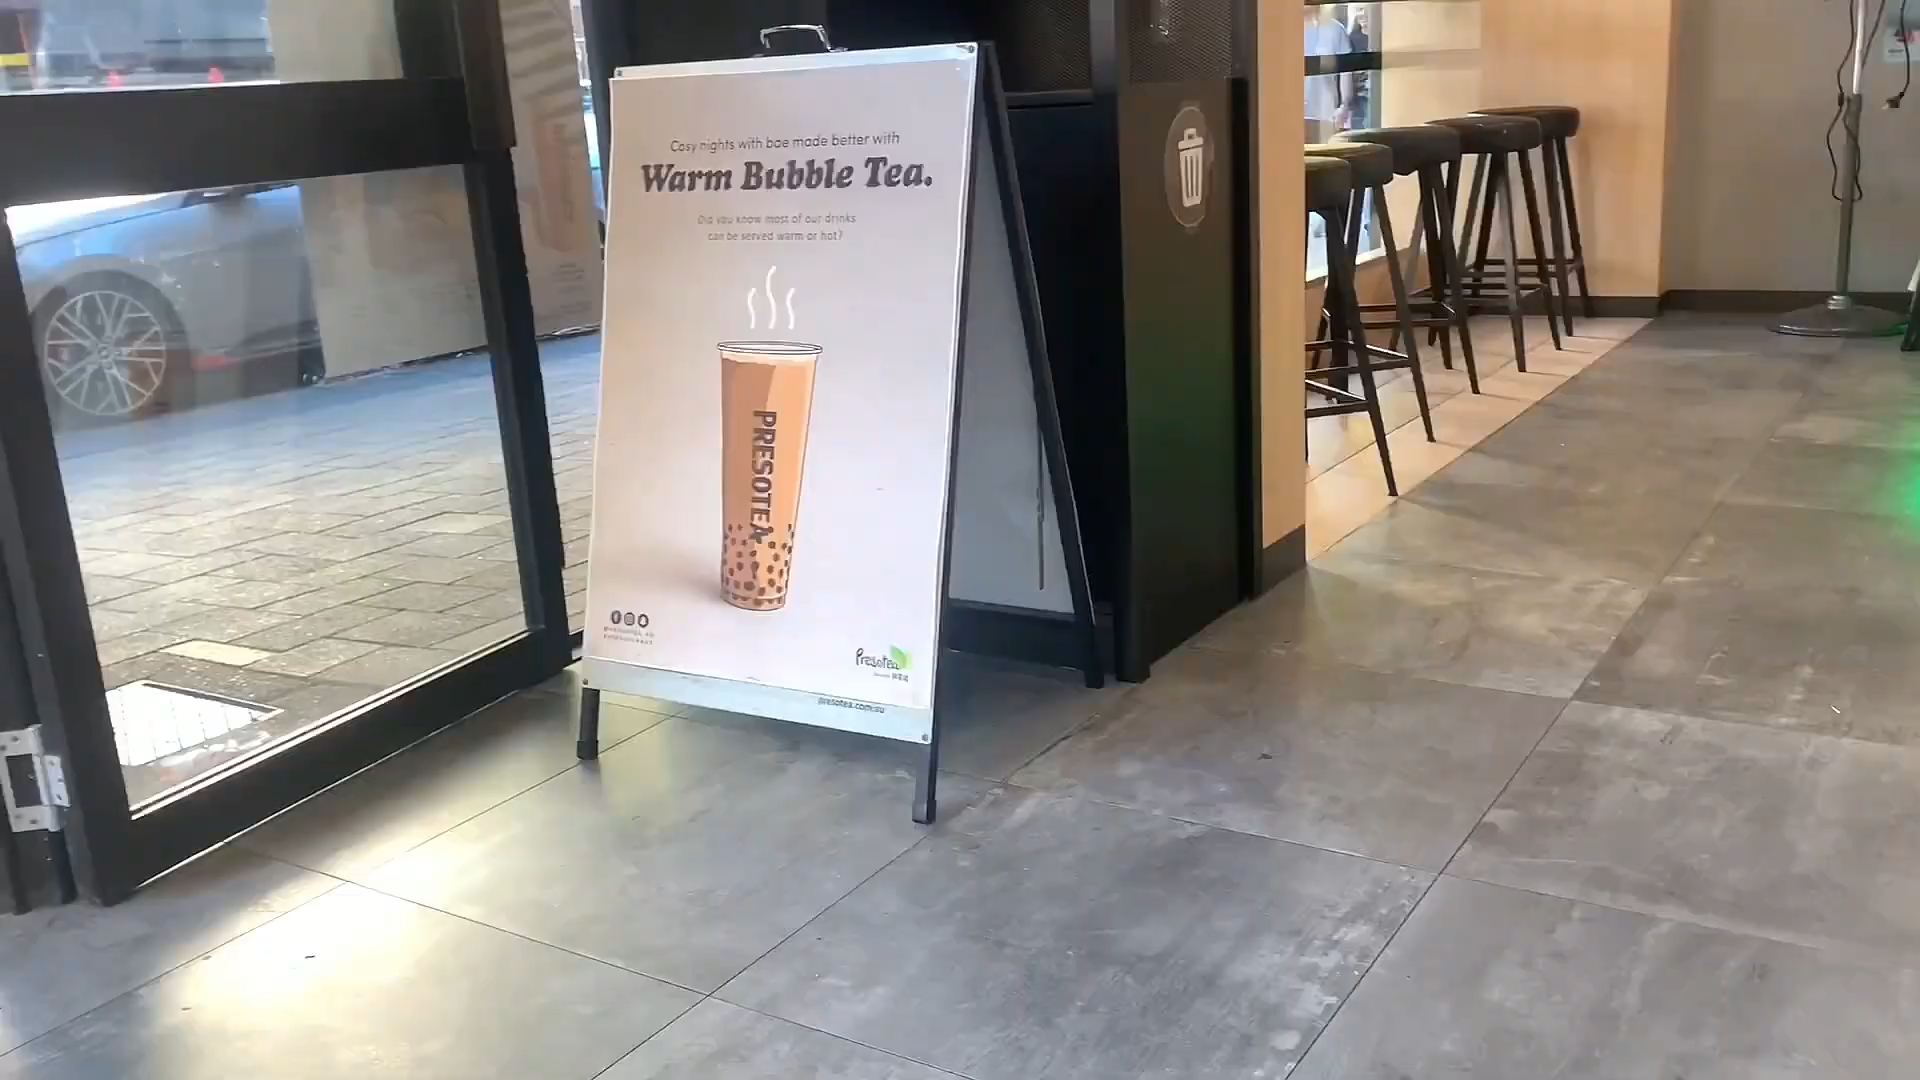 Cosy nights with bae made better with
Warm Bubble Tea.
Did you know most of our drinks
can be served warm or hot?
PRESOTEA
Presotea
presotea.com.au